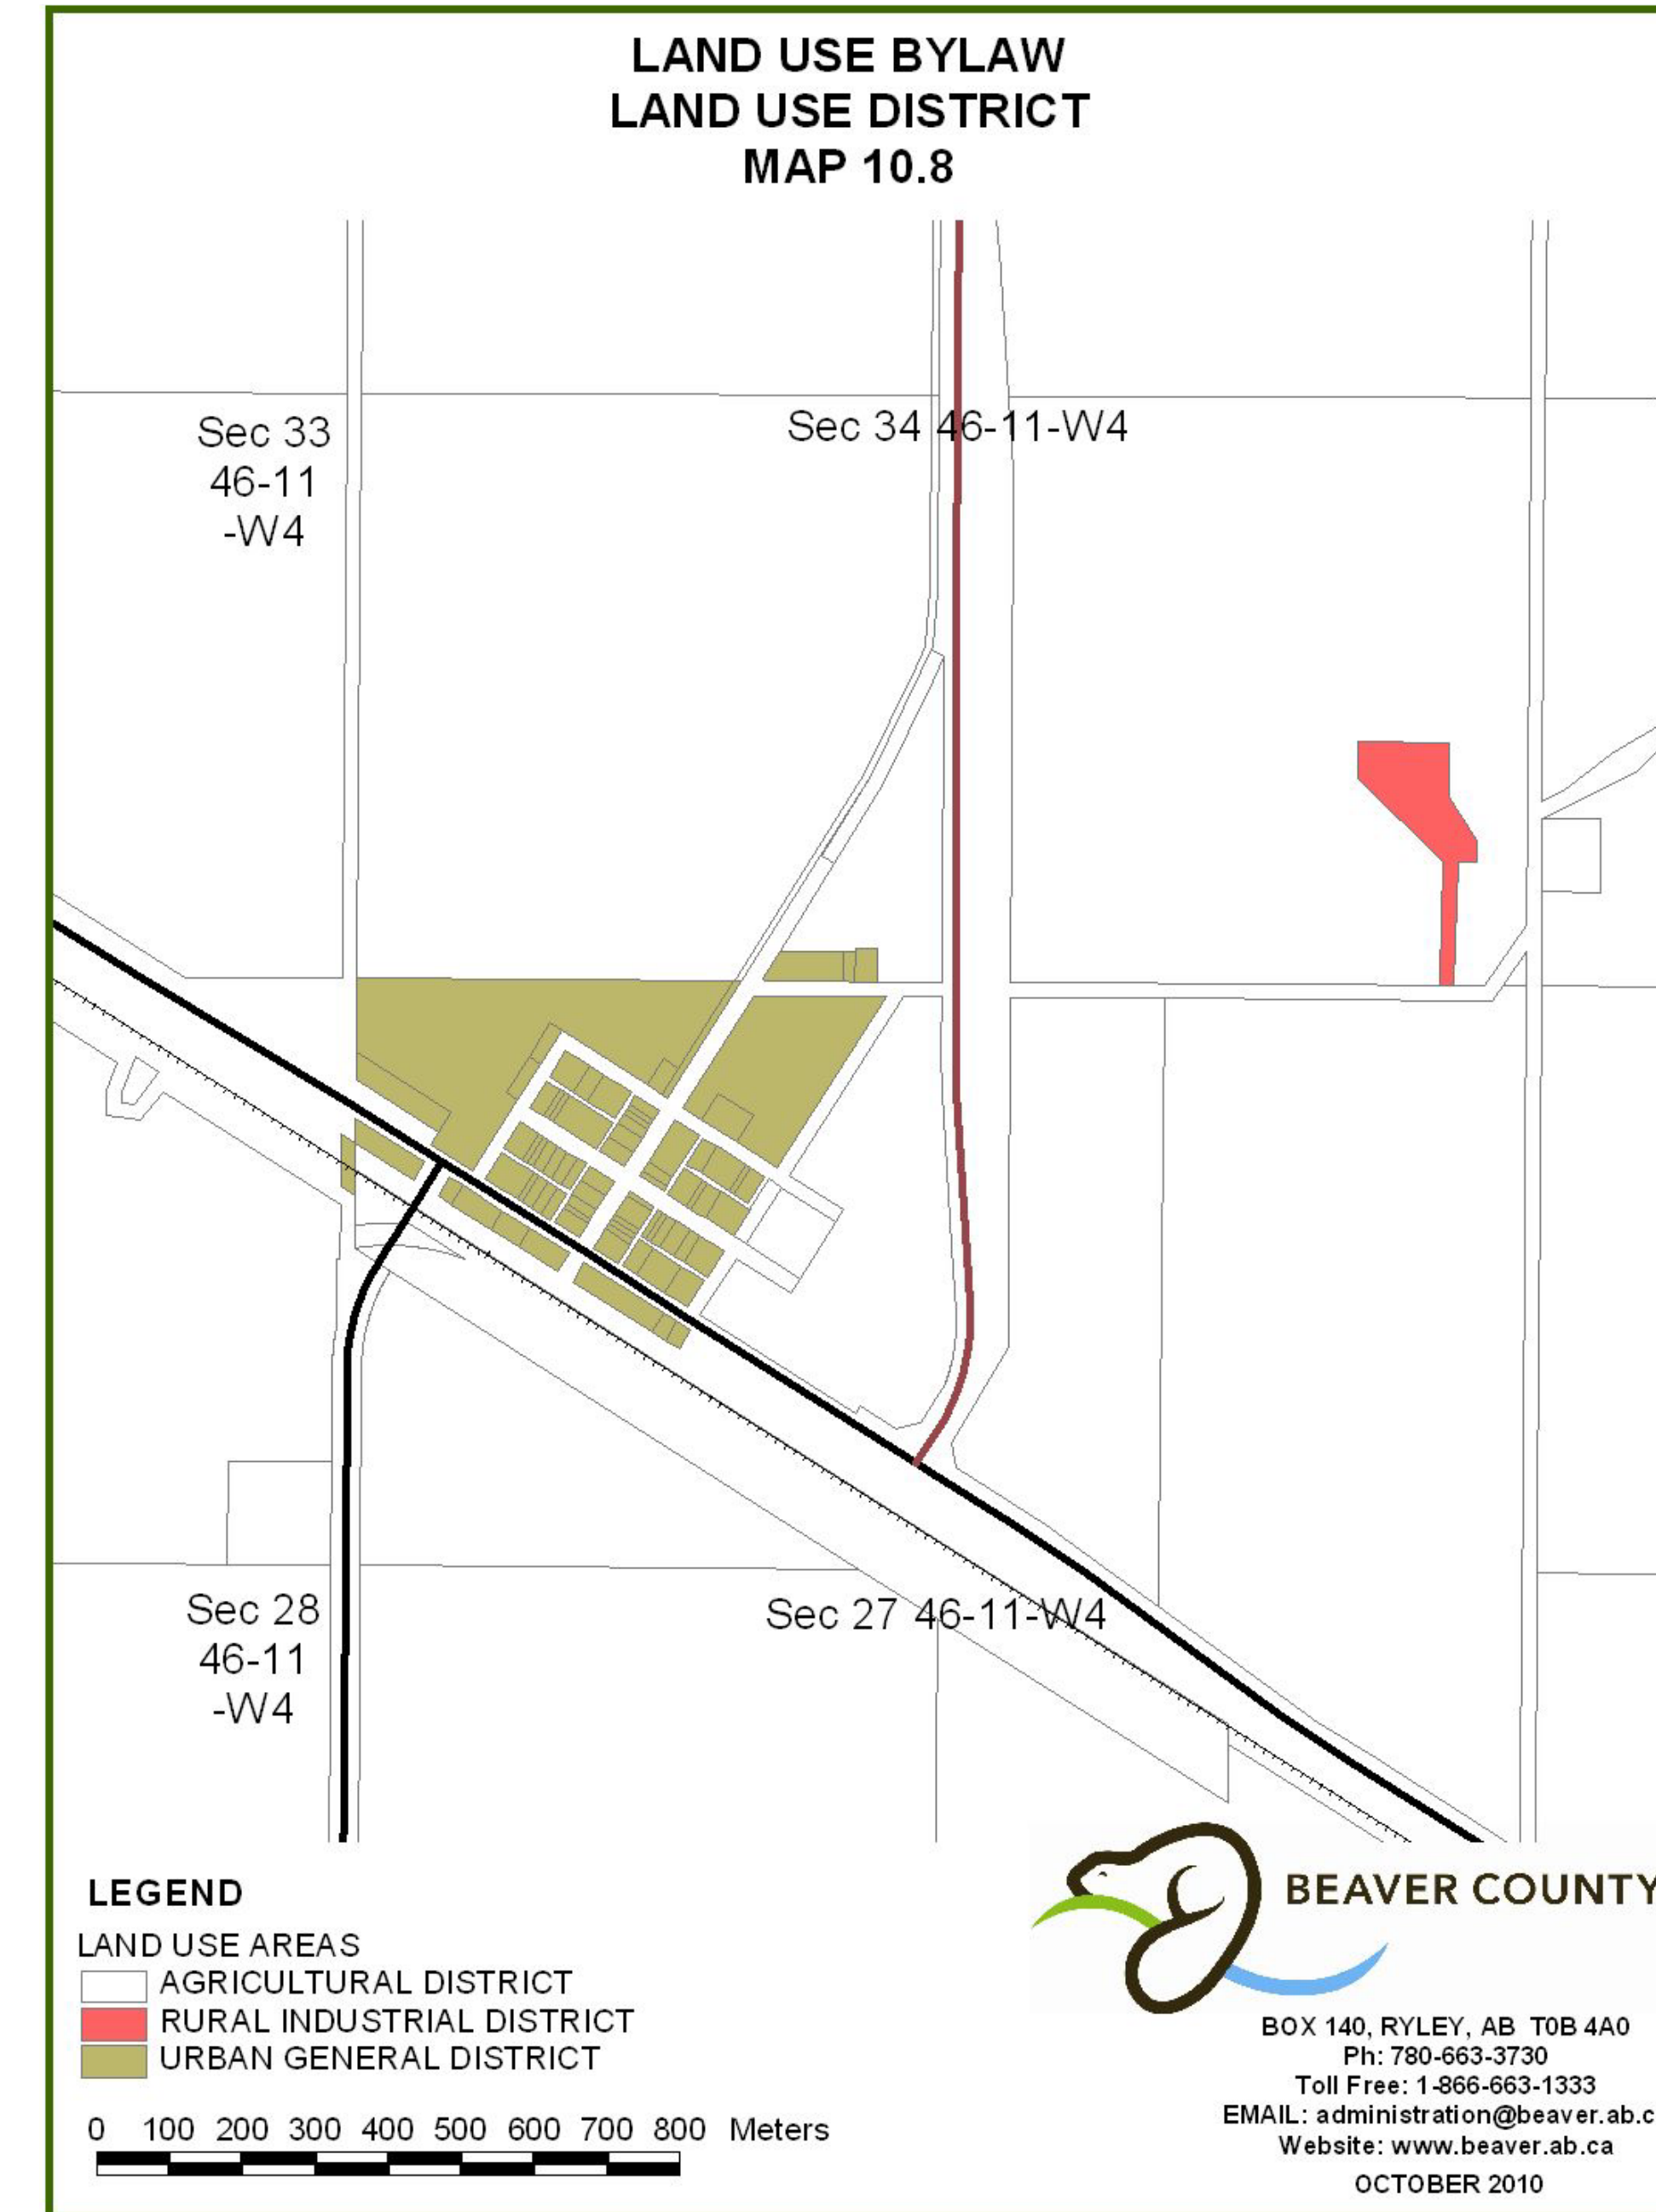 LAND USE BYLAW
LAND USE DISTRICT
MAP 10.8
Sec 33
46-11
-W4
Sec 34 46-11-W4
Sec 28
46-11
-W4
Sec 27 46-11-W4
LEGEND
LAND USE AREAS
AGRICULTURAL DISTRICT
RURAL INDUSTRIAL DISTRICT
URBAN GENERAL DISTRICT
0 100 200 300 400 500 600 700 800 Meters
BEAVER COUNTY
BOX 140, RYLEY, AB T0B 4A0
Ph: 780-663-3730
Toll Free: 1-866-663-1333
EMAIL: administration@beaver.ab.c
Website: www.beaver.ab.ca
OCTOBER 2010